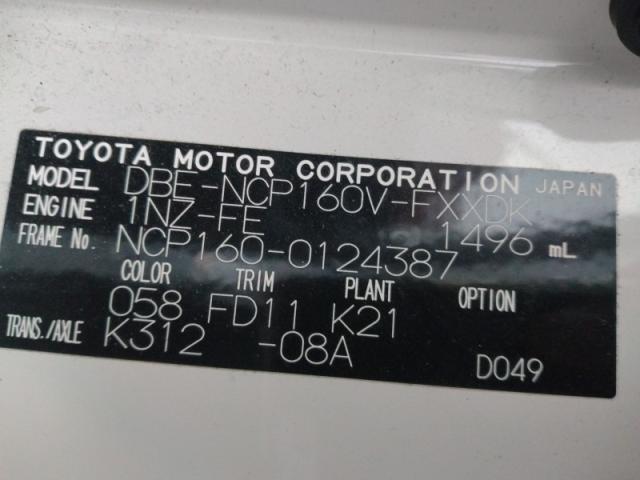 TOYOTA MOTOR CORPORATION JAPAN
MODEL DBE-NCP160V-FXXDK
ENGINE 1NZ-FE 1496 mL
FRAME No. NCP160-0124387
COLOR TRIM PLANT OPTION
058 FD11 K21
TRANS./AXLE K312 -08A
D049